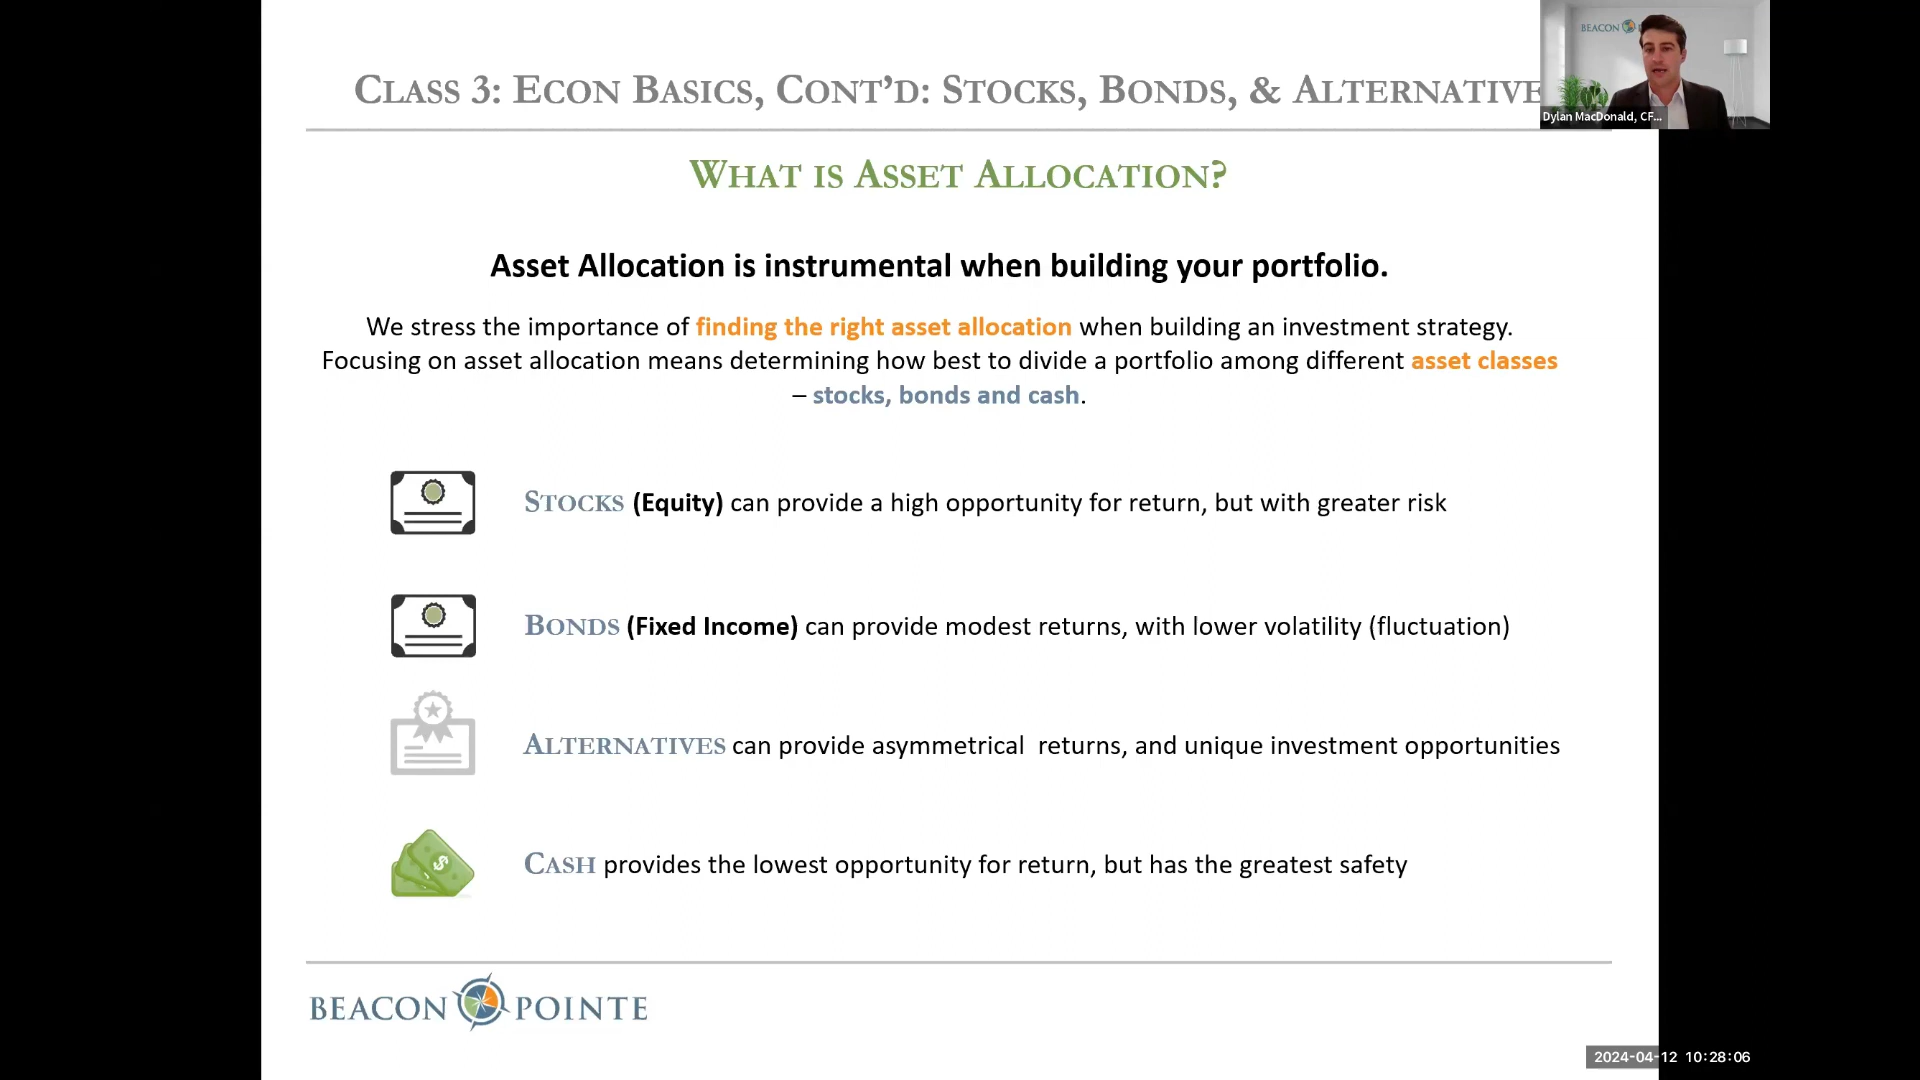 CLASS 3: ECON BASICS, CONT’D: STOCKS, BONDS, & ALTERNATIVE
BEACON
Dylan MacDonald, CF...
WHAT IS ASSET ALLOCATION?
Asset Allocation is instrumental when building your portfolio.
We stress the importance of finding the right asset allocation when building an investment strategy.
Focusing on asset allocation means determining how best to divide a portfolio among different asset classes
– stocks, bonds and cash.
STOCKS (Equity) can provide a high opportunity for return, but with greater risk
BONDS (Fixed Income) can provide modest returns, with lower volatility (fluctuation)
ALTERNATIVES can provide asymmetrical returns, and unique investment opportunities
$
CASH provides the lowest opportunity for return, but has the greatest safety
BEACON POINTE
2024-04-12 10:28:06